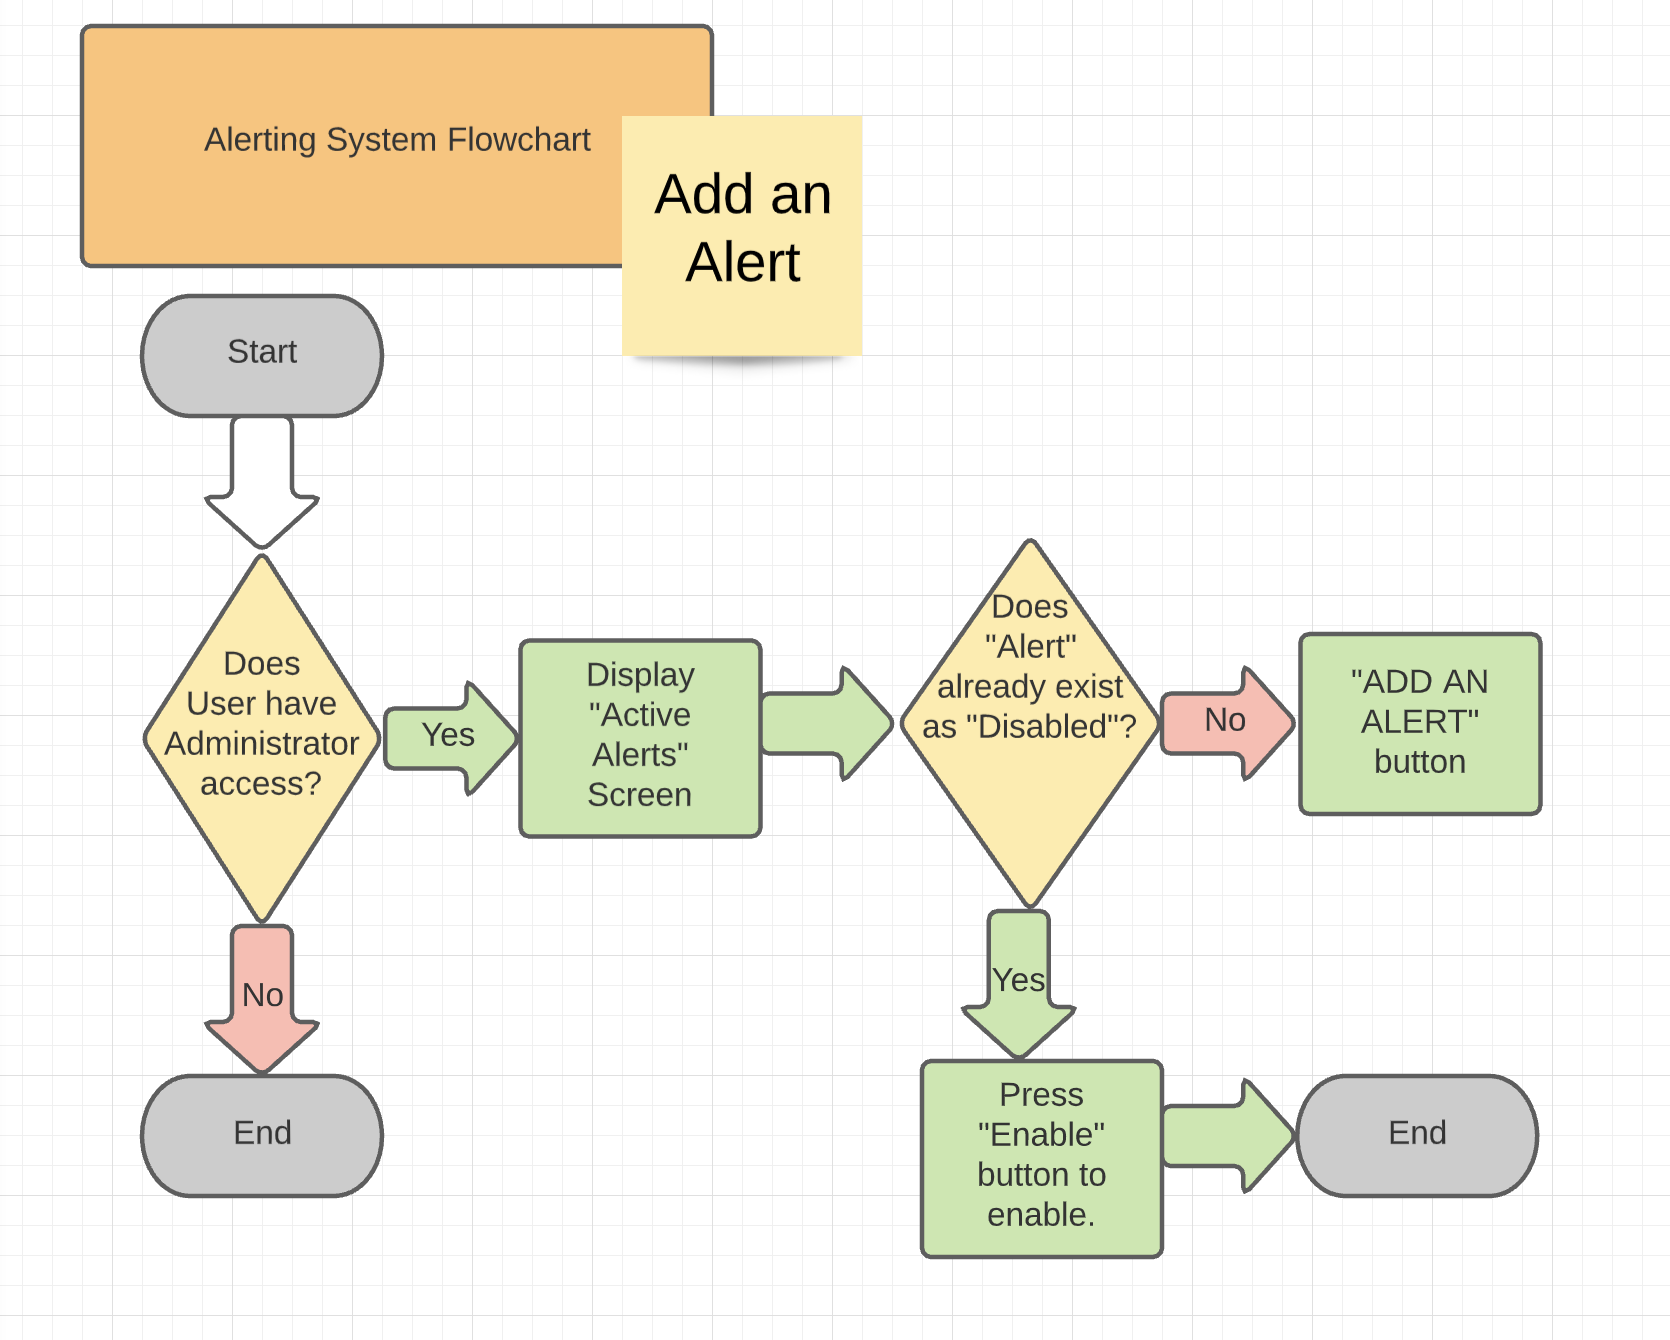 Alerting System Flowchart
Add an
Alert
Start
Does
User have
Administrator
access?
Yes
Display
"Active
Alerts"
Screen
Does
"Alert"
already exist
as "Disabled"?
No
"ADD AN
ALERT"
button
No
End
Yes
Press
"Enable"
button to
enable.
End